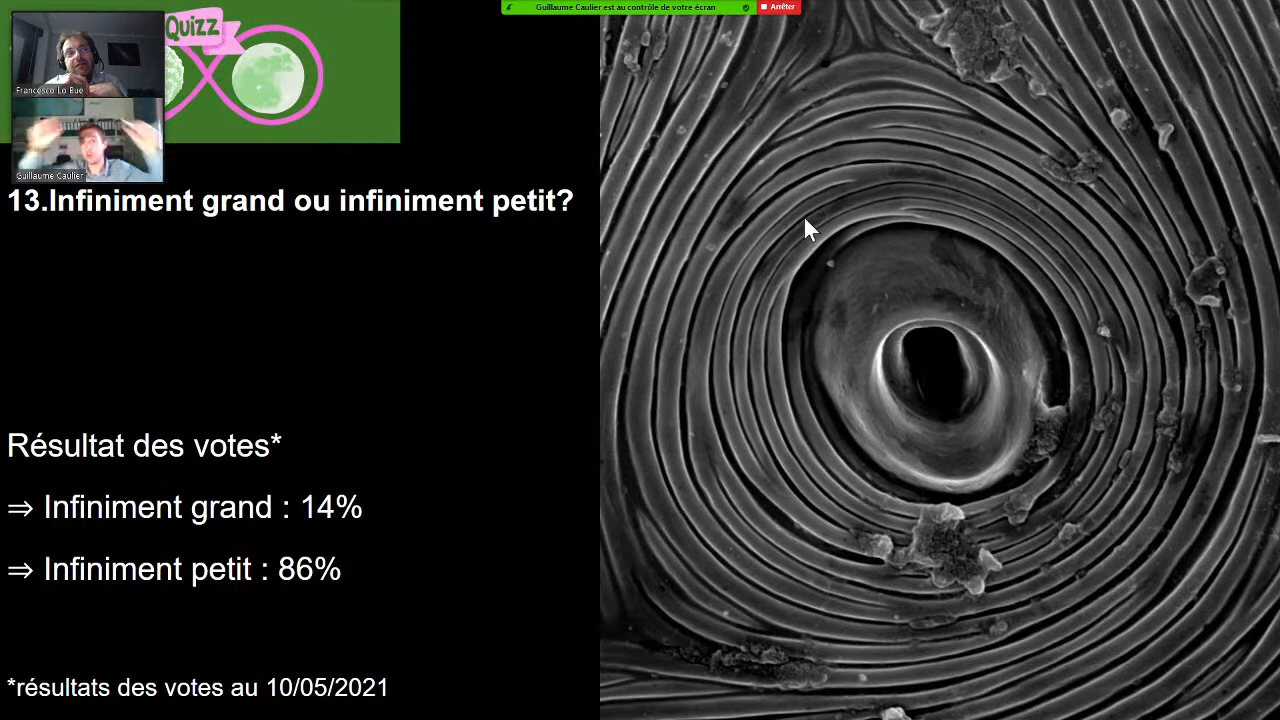 Guillaume Caulier est au contrôle de votre écran
Arrêter
Quizz
Francesco Lo Bue
Guillaume Caulier
13.Infiniment grand ou infiniment petit?
Résultat des votes*
⇒ Infiniment grand : 14%
⇒ Infiniment petit : 86%
*résultats des votes au 10/05/2021